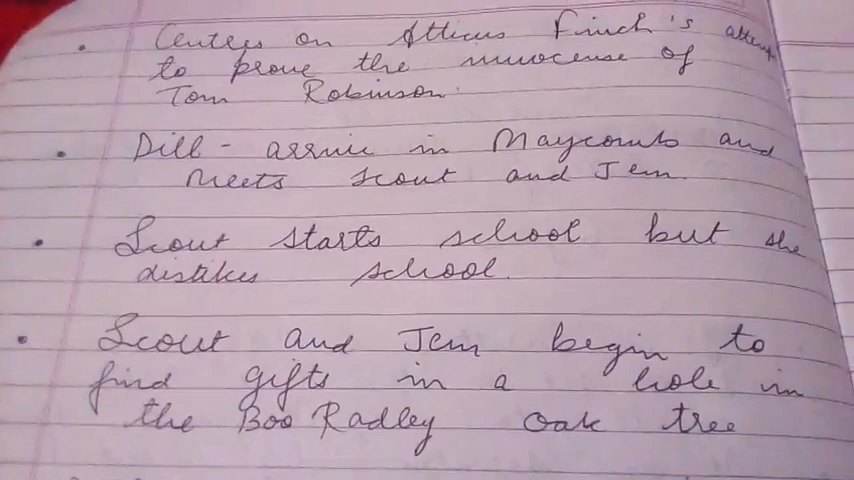 • Centers on Atticus Finch's attempt
to prove the innocense of
Tom Robinson.
• Dill - arrive in Maycomb and
meets Scout and Jem.
• Scout starts school but she
dislikes school.
• Scout and Jem begin to
find gifts in a hole in
the Boo Radley oak tree